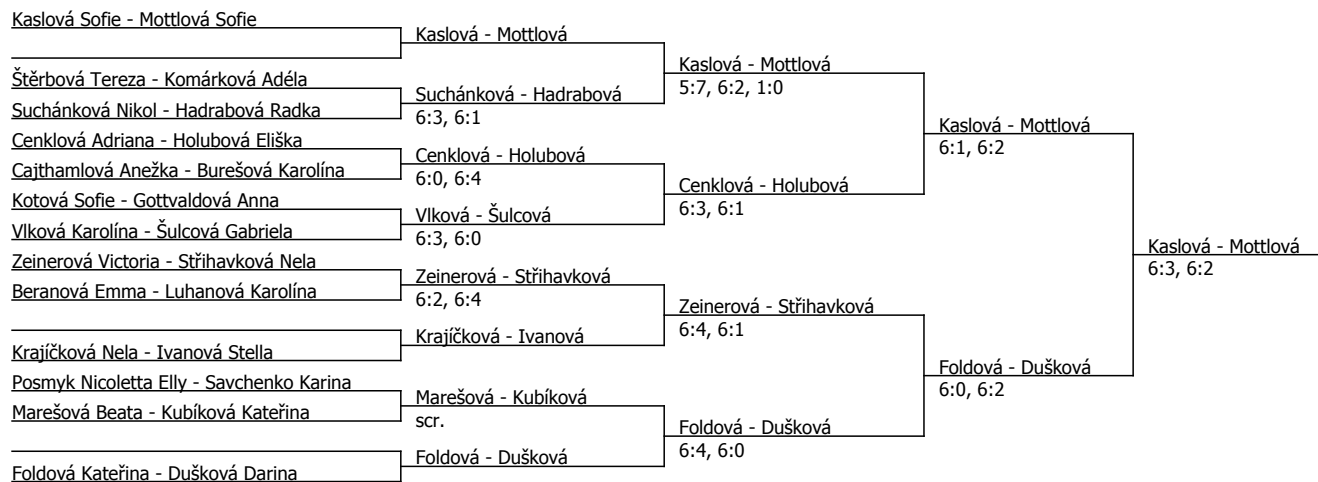 Kaslová Sofie - Mottlová Sofie
Štěrbová Tereza - Komárková Adéla
Suchánková Nikol - Hadrabová Radka
Cenklová Adriana - Holubová Eliška
Cajthamlová Anežka - Burešová Karolína
Kotová Sofie - Gottvaldová Anna
Vlková Karolína - Šulcová Gabriela
Zeinerová Victoria - Střihavková Nela
Beranová Emma - Luhanová Karolína
Krajíčková Nela - Ivanová Stella
Posmyk Nicoletta Elly - Savchenko Karina
Marešová Beata - Kubíková Kateřina
Foldová Kateřina - Dušková Darina
Kaslová - Mottlová
Suchánková - Hadrabová
6:3, 6:1
Cenklová - Holubová
6:0, 6:4
Vlková - Šulcová
6:3, 6:0
Zeinerová - Střihavková
6:2, 6:4
Krajíčková - Ivanová
Marešová - Kubíková
scr.
Foldová - Dušková
Kaslová - Mottlová
5:7, 6:2, 1:0
Cenklová - Holubová
6:3, 6:1
Zeinerová - Střihavková
6:4, 6:1
Foldová - Dušková
6:4, 6:0
Kaslová - Mottlová
6:1, 6:2
Foldová - Dušková
6:0, 6:2
Kaslová - Mottlová
6:3, 6:2